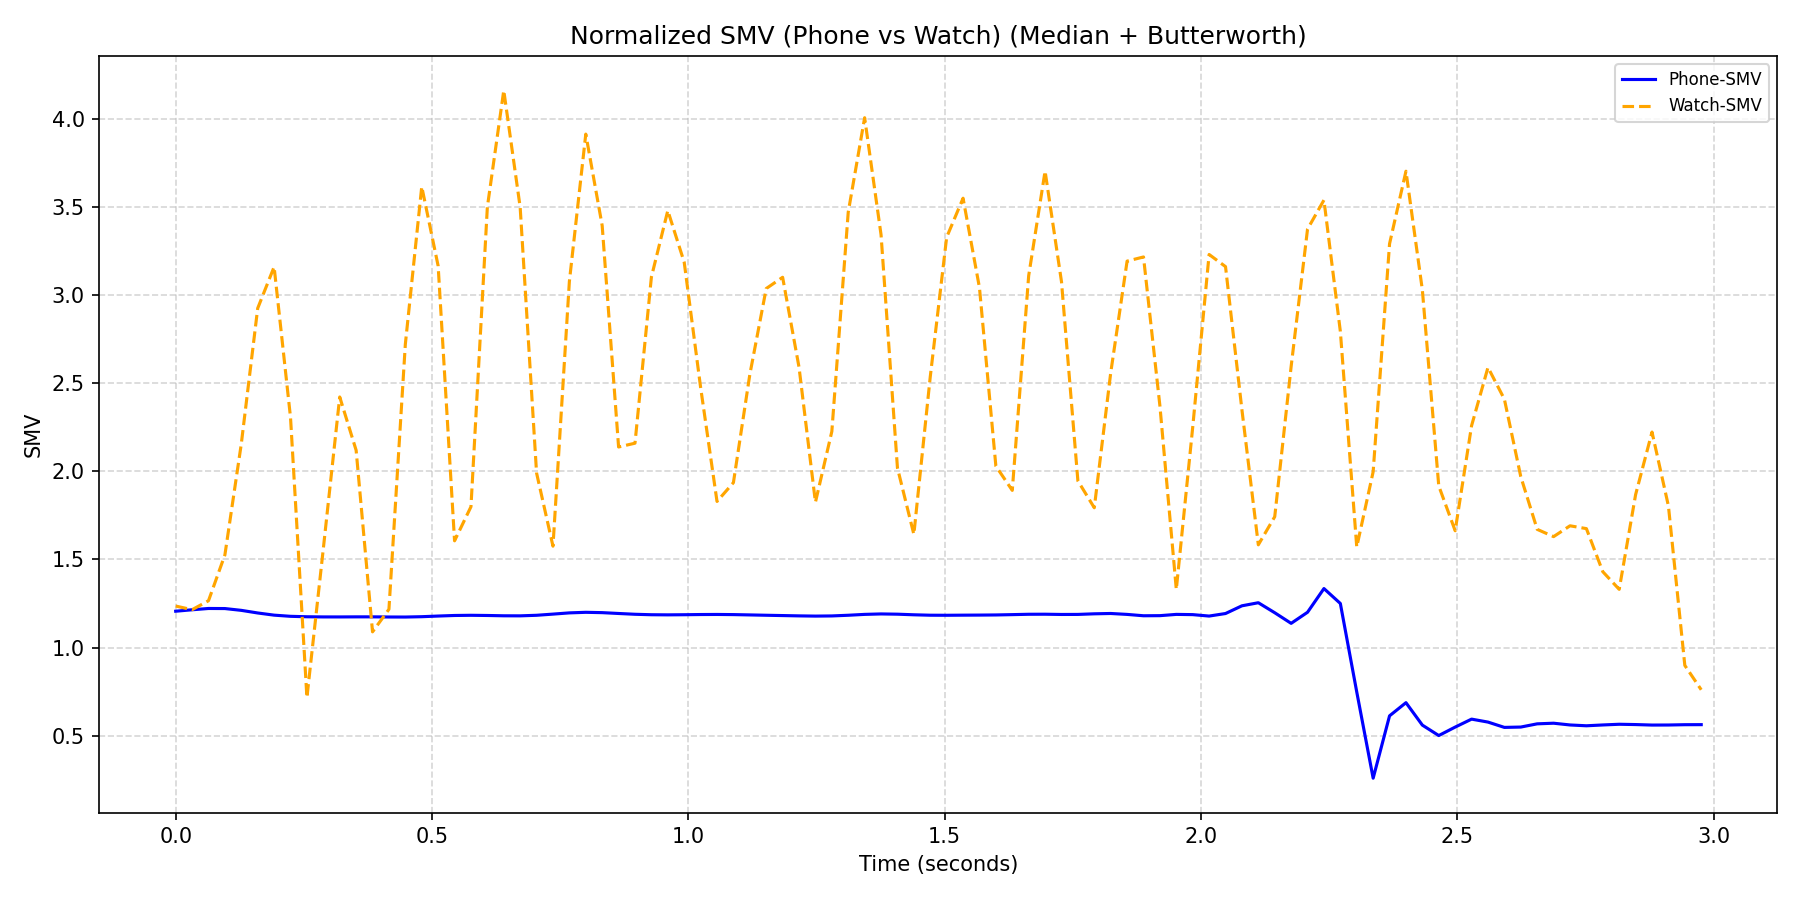 Normalized SMV (Phone vs Watch) (Median + Butterworth)
Phone-SMV
Watch-SMV
4.0
3.5
3.0
2.5
2.0
1.5
1.0
0.5
SMV
0.0 0.5 1.0 1.5 2.0 2.5 3.0
Time (seconds)